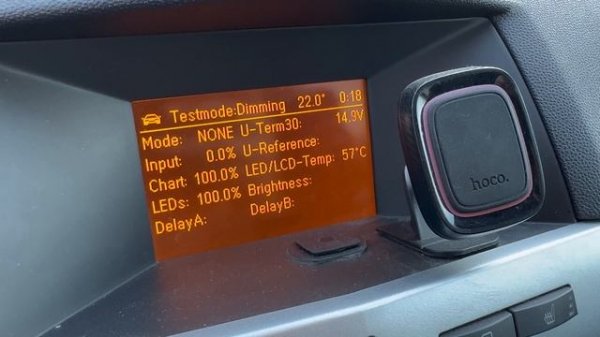 Testmode:Dimming 22.0° 0:18
Mode: NONE U-Term30: 14.9V
Input: 0.0% U-Reference:
Chart: 100.0% LED/LCD-Temp: 57°C
LEDs: 100.0% Brightness:
DelayA: DelayB:
hoco.